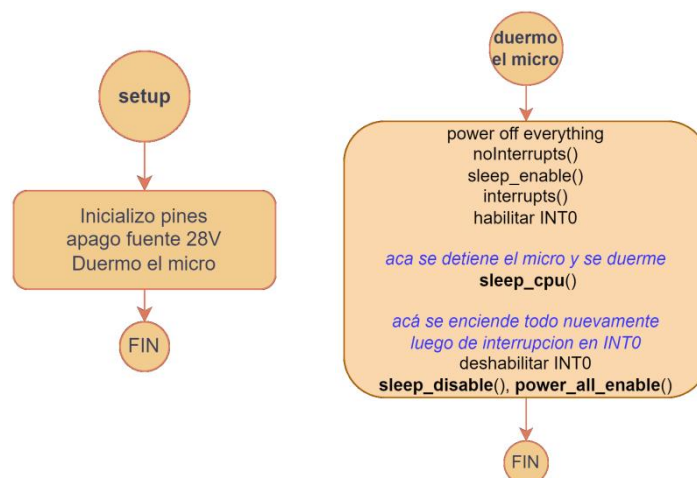 setup
Inicializo pines
apago fuente 28V
Duermo el micro
FIN
duermo
el micro
power off everything
noInterrupts()
sleep_enable()
interrupts()
habilitar INT0
aca se detiene el micro y se duerme
sleep_cpu()
acá se enciende todo nuevamente
luego de interrupcion en INT0
deshabilitar INT0
sleep_disable(), power_all_enable()
FIN